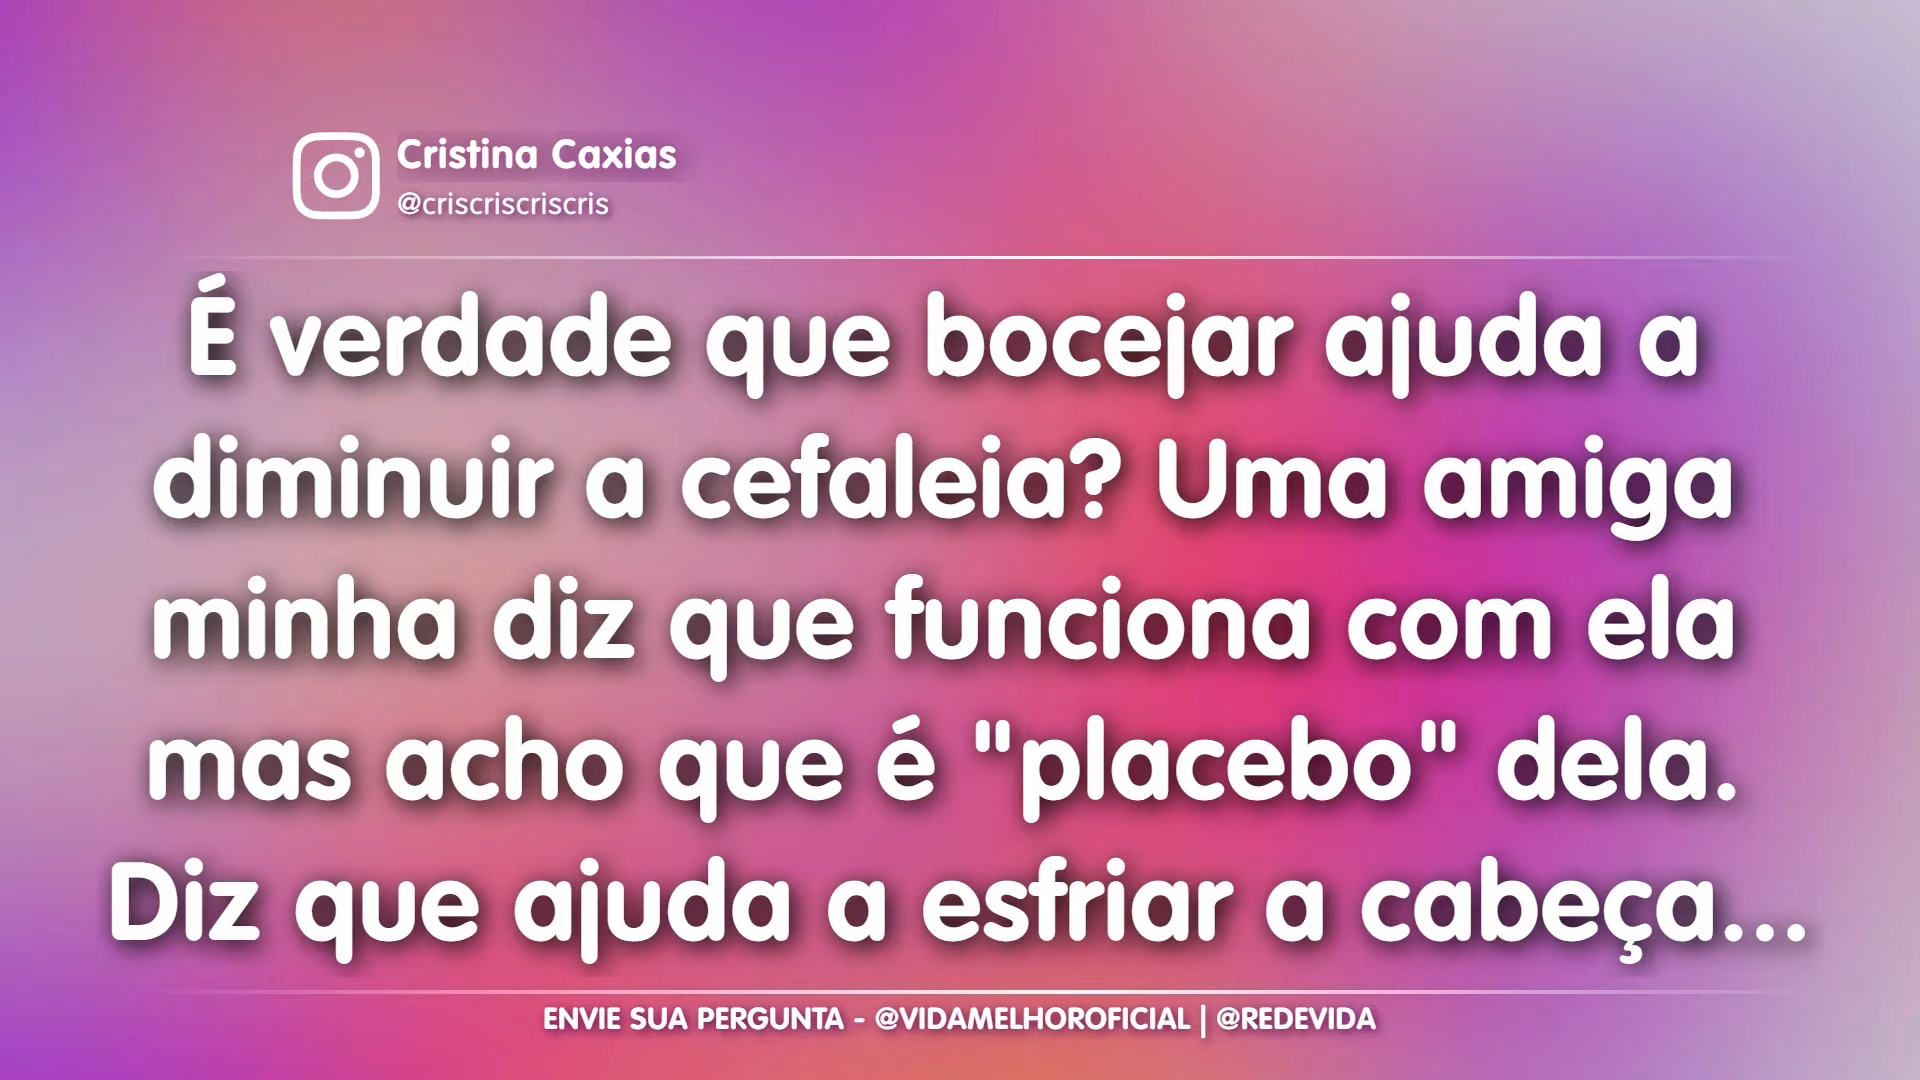 Cristina Caxias
@criscriscriscris
É verdade que bocejar ajuda a
diminuir a cefaleia? Uma amiga
minha diz que funciona com ela
mas acho que é "placebo" dela.
Diz que ajuda a esfriar a cabeça...
ENVIE SUA PERGUNTA - @VIDAMELHOROFICIAL | @REDEVIDA